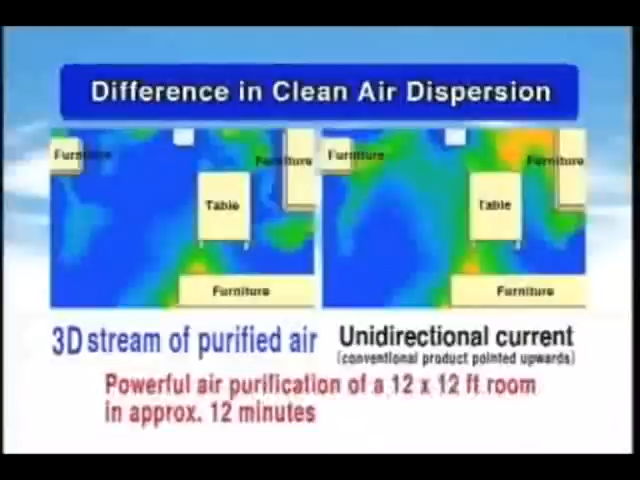 Difference in Clean Air Dispersion
Furniture
Furniture
Table
Furniture
Furniture
Furniture
Table
Furniture
3D stream of purified air
Unidirectional current
(conventional product pointed upwards)
Powerful air purification of a 12 x 12 ft room
in approx. 12 minutes